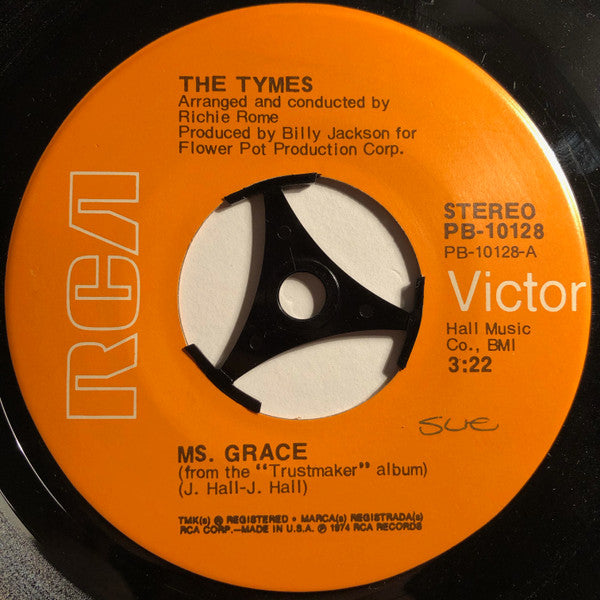 THE TYMES
Arranged and conducted by
Richie Rome
Produced by Billy Jackson for
Flower Pot Production Corp.
RCA
STEREO
PB-10128
PB-10128-A
Victor
Hall Music
Co., BMI
3:22
SUE
MS. GRACE
(from the "Trustmaker" album)
(J. Hall-J. Hall)
TMK(s) ® REGISTERED • MARCA(s) REGISTRADA(s)
RCA CORP.—MADE IN U.S.A. ℗ 1974 RCA RECORDS